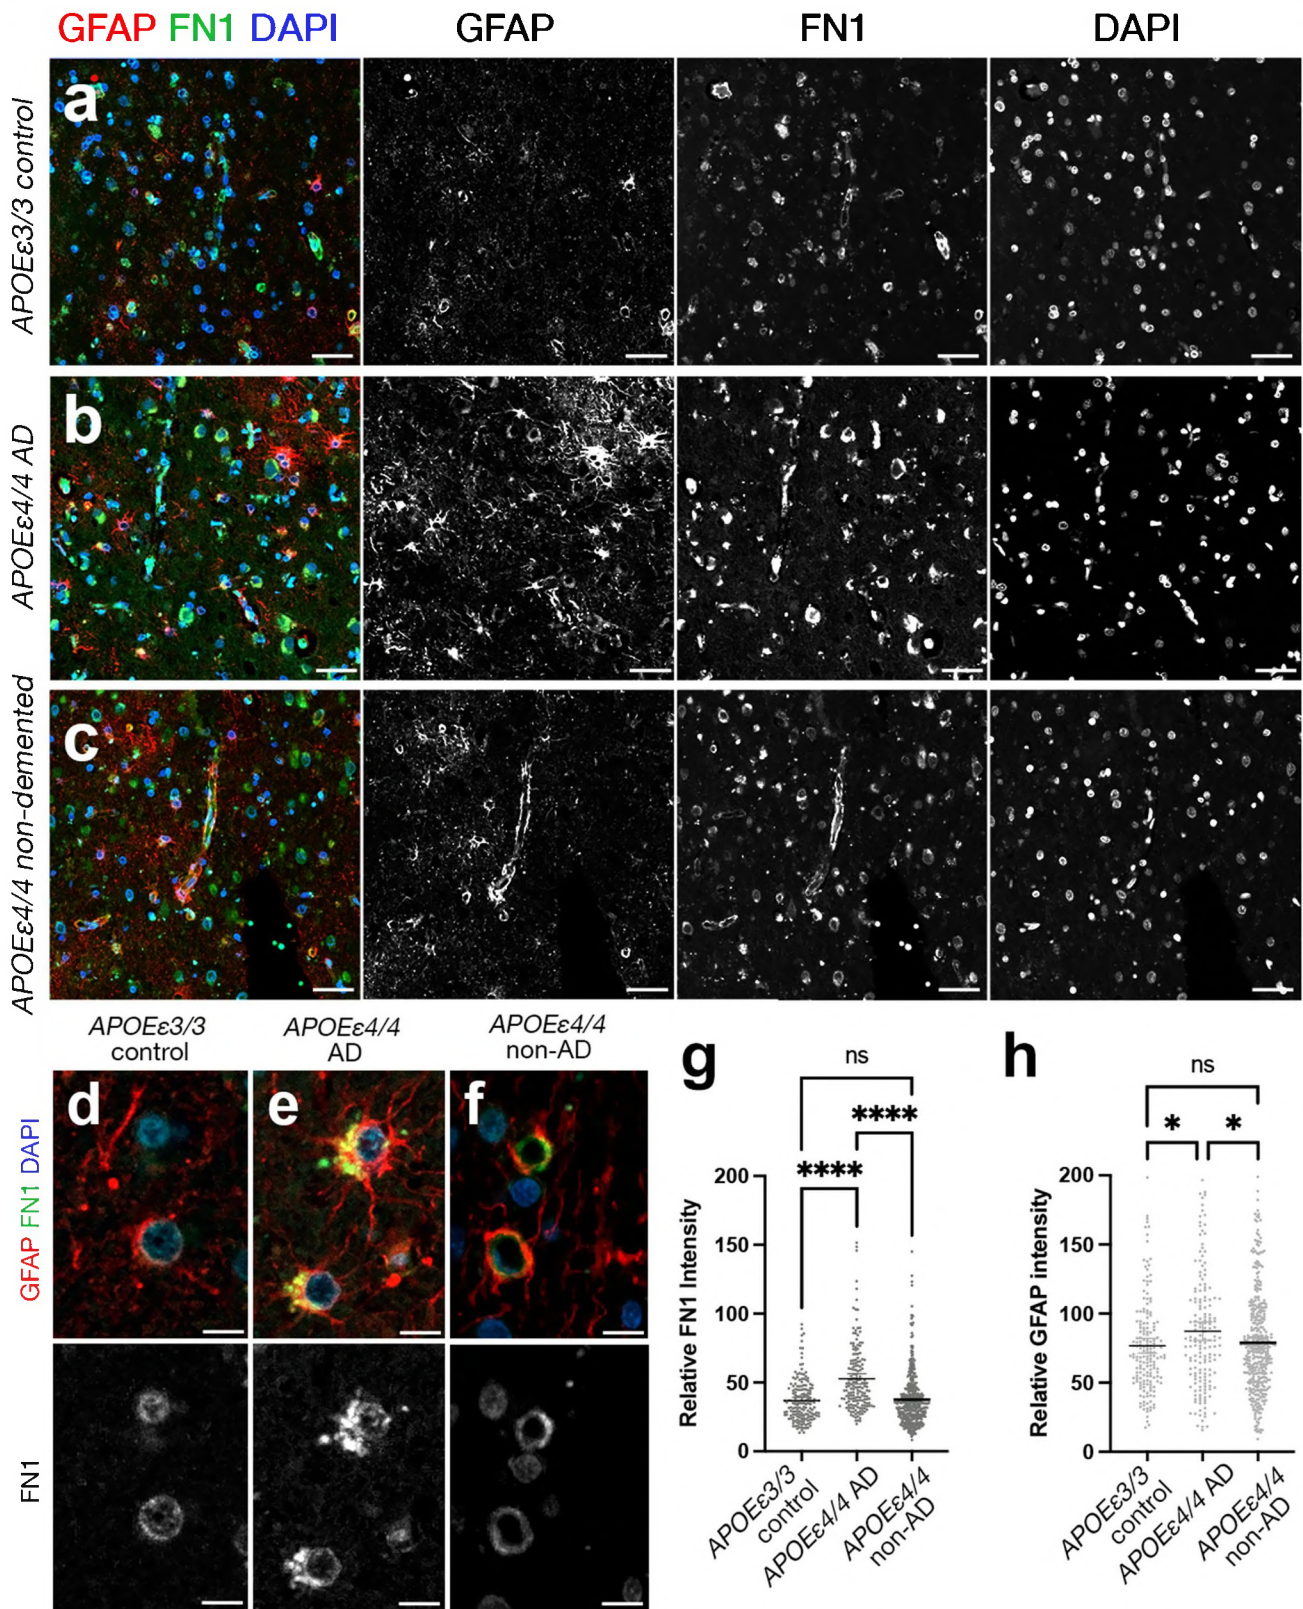 GFAP FN1 DAPI GFAP FN1 DAPI
APOEε3/3 control
a
APOEε4/4 AD
b
APOEε4/4 non-demented
c
APOEε3/3
control
APOEε4/4
AD
APOEε4/4
non-AD
GFAP FN1 DAPI
d e f
FN1
g
ns
****
****
200
150
100
50
0
Relative FN1 Intensity
APOEε3/3
control
APOEε4/4 AD
APOEε4/4
non-AD
h
ns
* *
200
150
100
50
0
Relative GFAP intensity
APOEε3/3
control
APOEε4/4 AD
APOEε4/4
non-AD